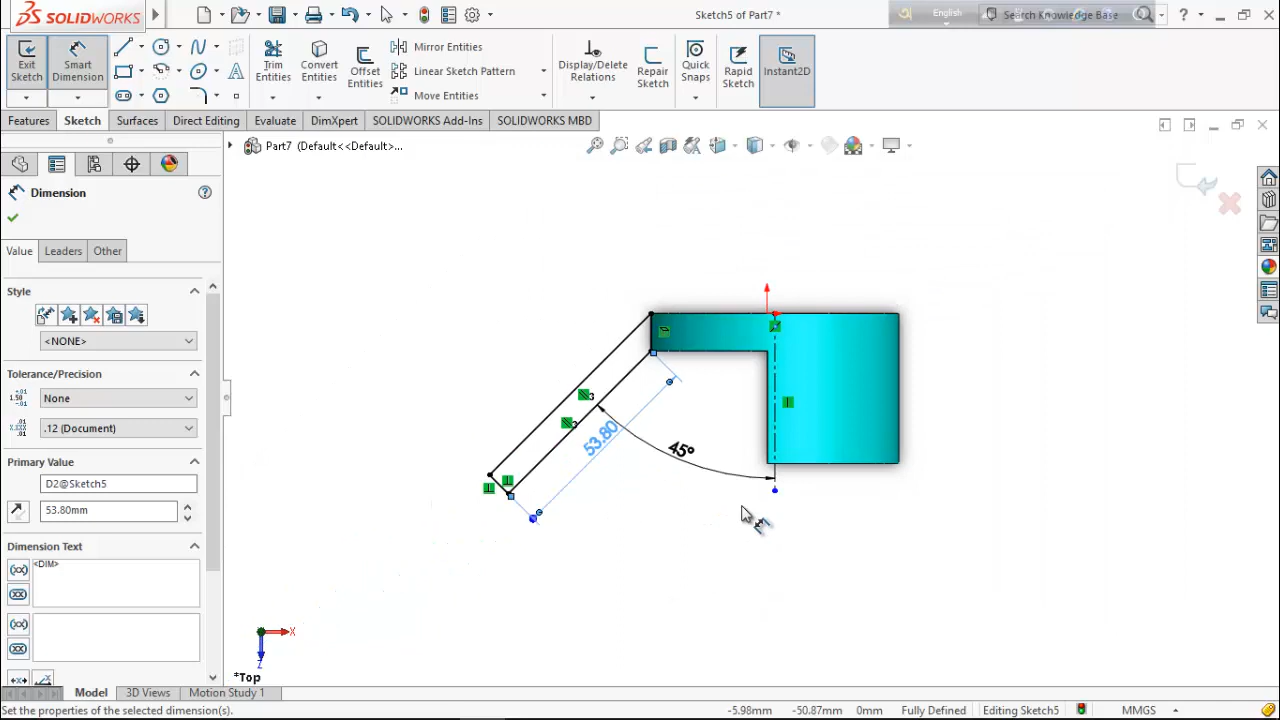 SOLIDWORKS
Sketch5 of Part7 *
English
Search Knowledge Base
Exit Sketch
Smart Dimension
Trim Entities
Convert Entities
Offset Entities
Mirror Entities
Linear Sketch Pattern
Move Entities
Display/Delete Relations
Repair Sketch
Quick Snaps
Rapid Sketch
Instant2D
Features Sketch Surfaces Direct Editing Evaluate DimXpert SOLIDWORKS Add-Ins SOLIDWORKS MBD
Part7 (Default<<Default>...
Dimension
Value Leaders Other
Style
<NONE>
Tolerance/Precision
None
.12 (Document)
Primary Value
D2@Sketch5
53.80mm
Dimension Text
<DIM>
53.80
45°
X
Z
*Top
Model 3D Views Motion Study 1
Set the properties of the selected dimension(s). -5.98mm -50.87mm 0mm Fully Defined Editing Sketch5 MMGS